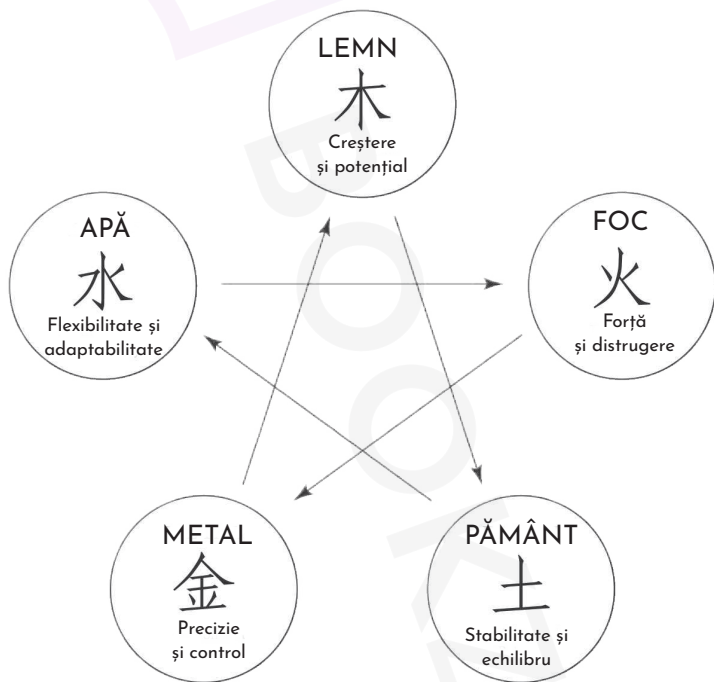 LEMN
木
Creștere
și potențial
APĂ
水
Flexibilitate și
adaptabilitate
FOC
火
Forță
și distrugere
METAL
金
Precizie
și control
PĂMÂNT
土
Stabilitate și
echilibru
BOOKZ